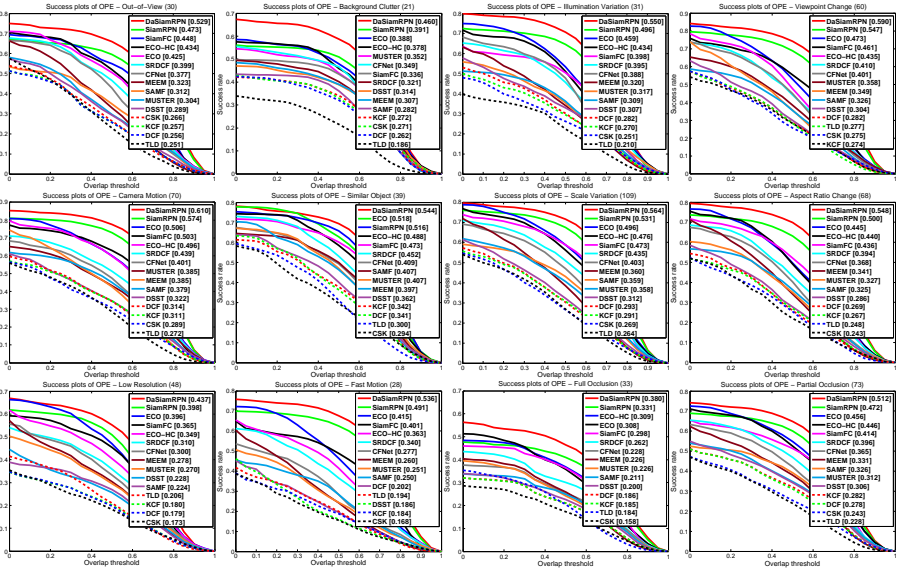 Success plots of OPE − Out−of−View (30)
DaSiamRPN [0.529]
SiamRPN [0.473]
SiamFC [0.448]
ECO−HC [0.434]
ECO [0.425]
SRDCF [0.399]
CFNet [0.377]
MEEM [0.323]
SAMF [0.312]
MUSTER [0.304]
DSST [0.289]
CSK [0.266]
KCF [0.257]
DCF [0.256]
TLD [0.251]
Overlap threshold
Success plots of OPE − Background Clutter (21)
Success rate
DaSiamRPN [0.460]
SiamRPN [0.391]
ECO [0.388]
ECO−HC [0.378]
MUSTER [0.352]
CFNet [0.349]
SiamFC [0.336]
SRDCF [0.321]
DSST [0.314]
MEEM [0.307]
SAMF [0.282]
KCF [0.272]
CSK [0.271]
DCF [0.262]
TLD [0.186]
Overlap threshold
Success plots of OPE − Illumination Variation (31)
Success rate
DaSiamRPN [0.550]
SiamRPN [0.496]
ECO [0.459]
ECO−HC [0.434]
SiamFC [0.398]
SRDCF [0.395]
CFNet [0.388]
MEEM [0.320]
MUSTER [0.317]
SAMF [0.309]
DSST [0.307]
DCF [0.282]
KCF [0.270]
CSK [0.251]
TLD [0.210]
Overlap threshold
Success plots of OPE − Viewpoint Change (60)
Success rate
DaSiamRPN [0.590]
SiamRPN [0.547]
ECO [0.473]
SiamFC [0.461]
ECO−HC [0.435]
SRDCF [0.410]
CFNet [0.401]
MUSTER [0.358]
MEEM [0.349]
SAMF [0.326]
DSST [0.304]
DCF [0.282]
TLD [0.277]
CSK [0.275]
KCF [0.274]
Overlap threshold
Success plots of OPE − Camera Motion (70)
DaSiamRPN [0.610]
SiamRPN [0.574]
ECO [0.506]
SiamFC [0.503]
ECO−HC [0.496]
SRDCF [0.439]
CFNet [0.401]
MUSTER [0.385]
MEEM [0.385]
SAMF [0.379]
DSST [0.322]
DCF [0.314]
KCF [0.311]
CSK [0.289]
TLD [0.272]
Overlap threshold
Success plots of OPE − Similar Object (39)
Success rate
DaSiamRPN [0.544]
ECO [0.518]
SiamRPN [0.516]
ECO−HC [0.488]
SiamFC [0.473]
SRDCF [0.452]
CFNet [0.409]
SAMF [0.407]
MUSTER [0.407]
MEEM [0.397]
DSST [0.362]
KCF [0.342]
DCF [0.341]
TLD [0.300]
CSK [0.294]
Overlap threshold
Success plots of OPE − Scale Variation (109)
Success rate
DaSiamRPN [0.564]
SiamRPN [0.531]
ECO [0.496]
ECO−HC [0.476]
SiamFC [0.473]
SRDCF [0.435]
CFNet [0.403]
MEEM [0.360]
SAMF [0.359]
MUSTER [0.358]
DSST [0.312]
DCF [0.293]
KCF [0.291]
CSK [0.269]
TLD [0.264]
Overlap threshold
Success plots of OPE − Aspect Ratio Change (68)
Success rate
DaSiamRPN [0.548]
SiamRPN [0.500]
ECO [0.445]
ECO−HC [0.440]
SiamFC [0.436]
SRDCF [0.394]
CFNet [0.368]
MEEM [0.341]
MUSTER [0.327]
SAMF [0.325]
DSST [0.286]
DCF [0.269]
KCF [0.267]
TLD [0.248]
CSK [0.243]
Overlap threshold
Success plots of OPE − Low Resolution (48)
DaSiamRPN [0.437]
SiamRPN [0.398]
ECO [0.396]
SiamFC [0.365]
ECO−HC [0.349]
SRDCF [0.310]
CFNet [0.300]
MEEM [0.278]
MUSTER [0.270]
DSST [0.228]
SAMF [0.224]
TLD [0.206]
KCF [0.180]
DCF [0.179]
CSK [0.173]
Overlap threshold
Success plots of OPE − Fast Motion (28)
Success rate
DaSiamRPN [0.536]
SiamRPN [0.491]
ECO [0.415]
SiamFC [0.401]
ECO−HC [0.363]
SRDCF [0.340]
CFNet [0.277]
MEEM [0.260]
MUSTER [0.251]
SAMF [0.250]
DCF [0.202]
TLD [0.194]
DSST [0.186]
KCF [0.184]
CSK [0.168]
Overlap threshold
Success plots of OPE − Full Occlusion (33)
Success rate
DaSiamRPN [0.380]
SiamRPN [0.331]
ECO−HC [0.309]
ECO [0.308]
SiamFC [0.298]
SRDCF [0.262]
CFNet [0.228]
MEEM [0.226]
MUSTER [0.226]
SAMF [0.211]
DSST [0.200]
DCF [0.186]
KCF [0.185]
TLD [0.184]
CSK [0.158]
Overlap threshold
Success plots of OPE − Partial Occlusion (73)
Success rate
DaSiamRPN [0.512]
SiamRPN [0.472]
ECO [0.456]
ECO−HC [0.446]
SiamFC [0.414]
SRDCF [0.396]
CFNet [0.365]
MEEM [0.331]
SAMF [0.326]
MUSTER [0.312]
DSST [0.306]
KCF [0.282]
DCF [0.278]
CSK [0.243]
TLD [0.228]
Overlap threshold